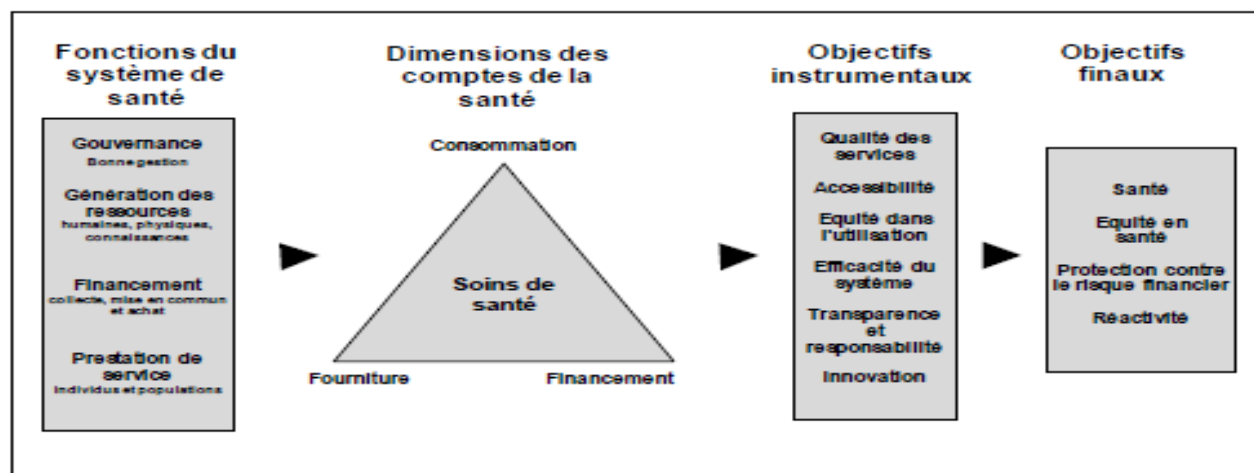 Fonctions du
système de
santé
Gouvernance
Bonne gestion
Génération des
ressources
humaines, physiques,
connaissances
Financement
collecte, mise en commun
et achat
Prestation de
service
individus et populations
Dimensions des
comptes de la
santé
Consommation
Soins de
santé
Fourniture
Financement
Objectifs
instrumentaux
Qualité des
services
Accessibilité
Equité dans
l'utilisation
Efficacité du
système
Transparence
et
responsabilité
Innovation
Objectifs
finaux
Santé
Equité en
santé
Protection contre
le risque financier
Réactivité